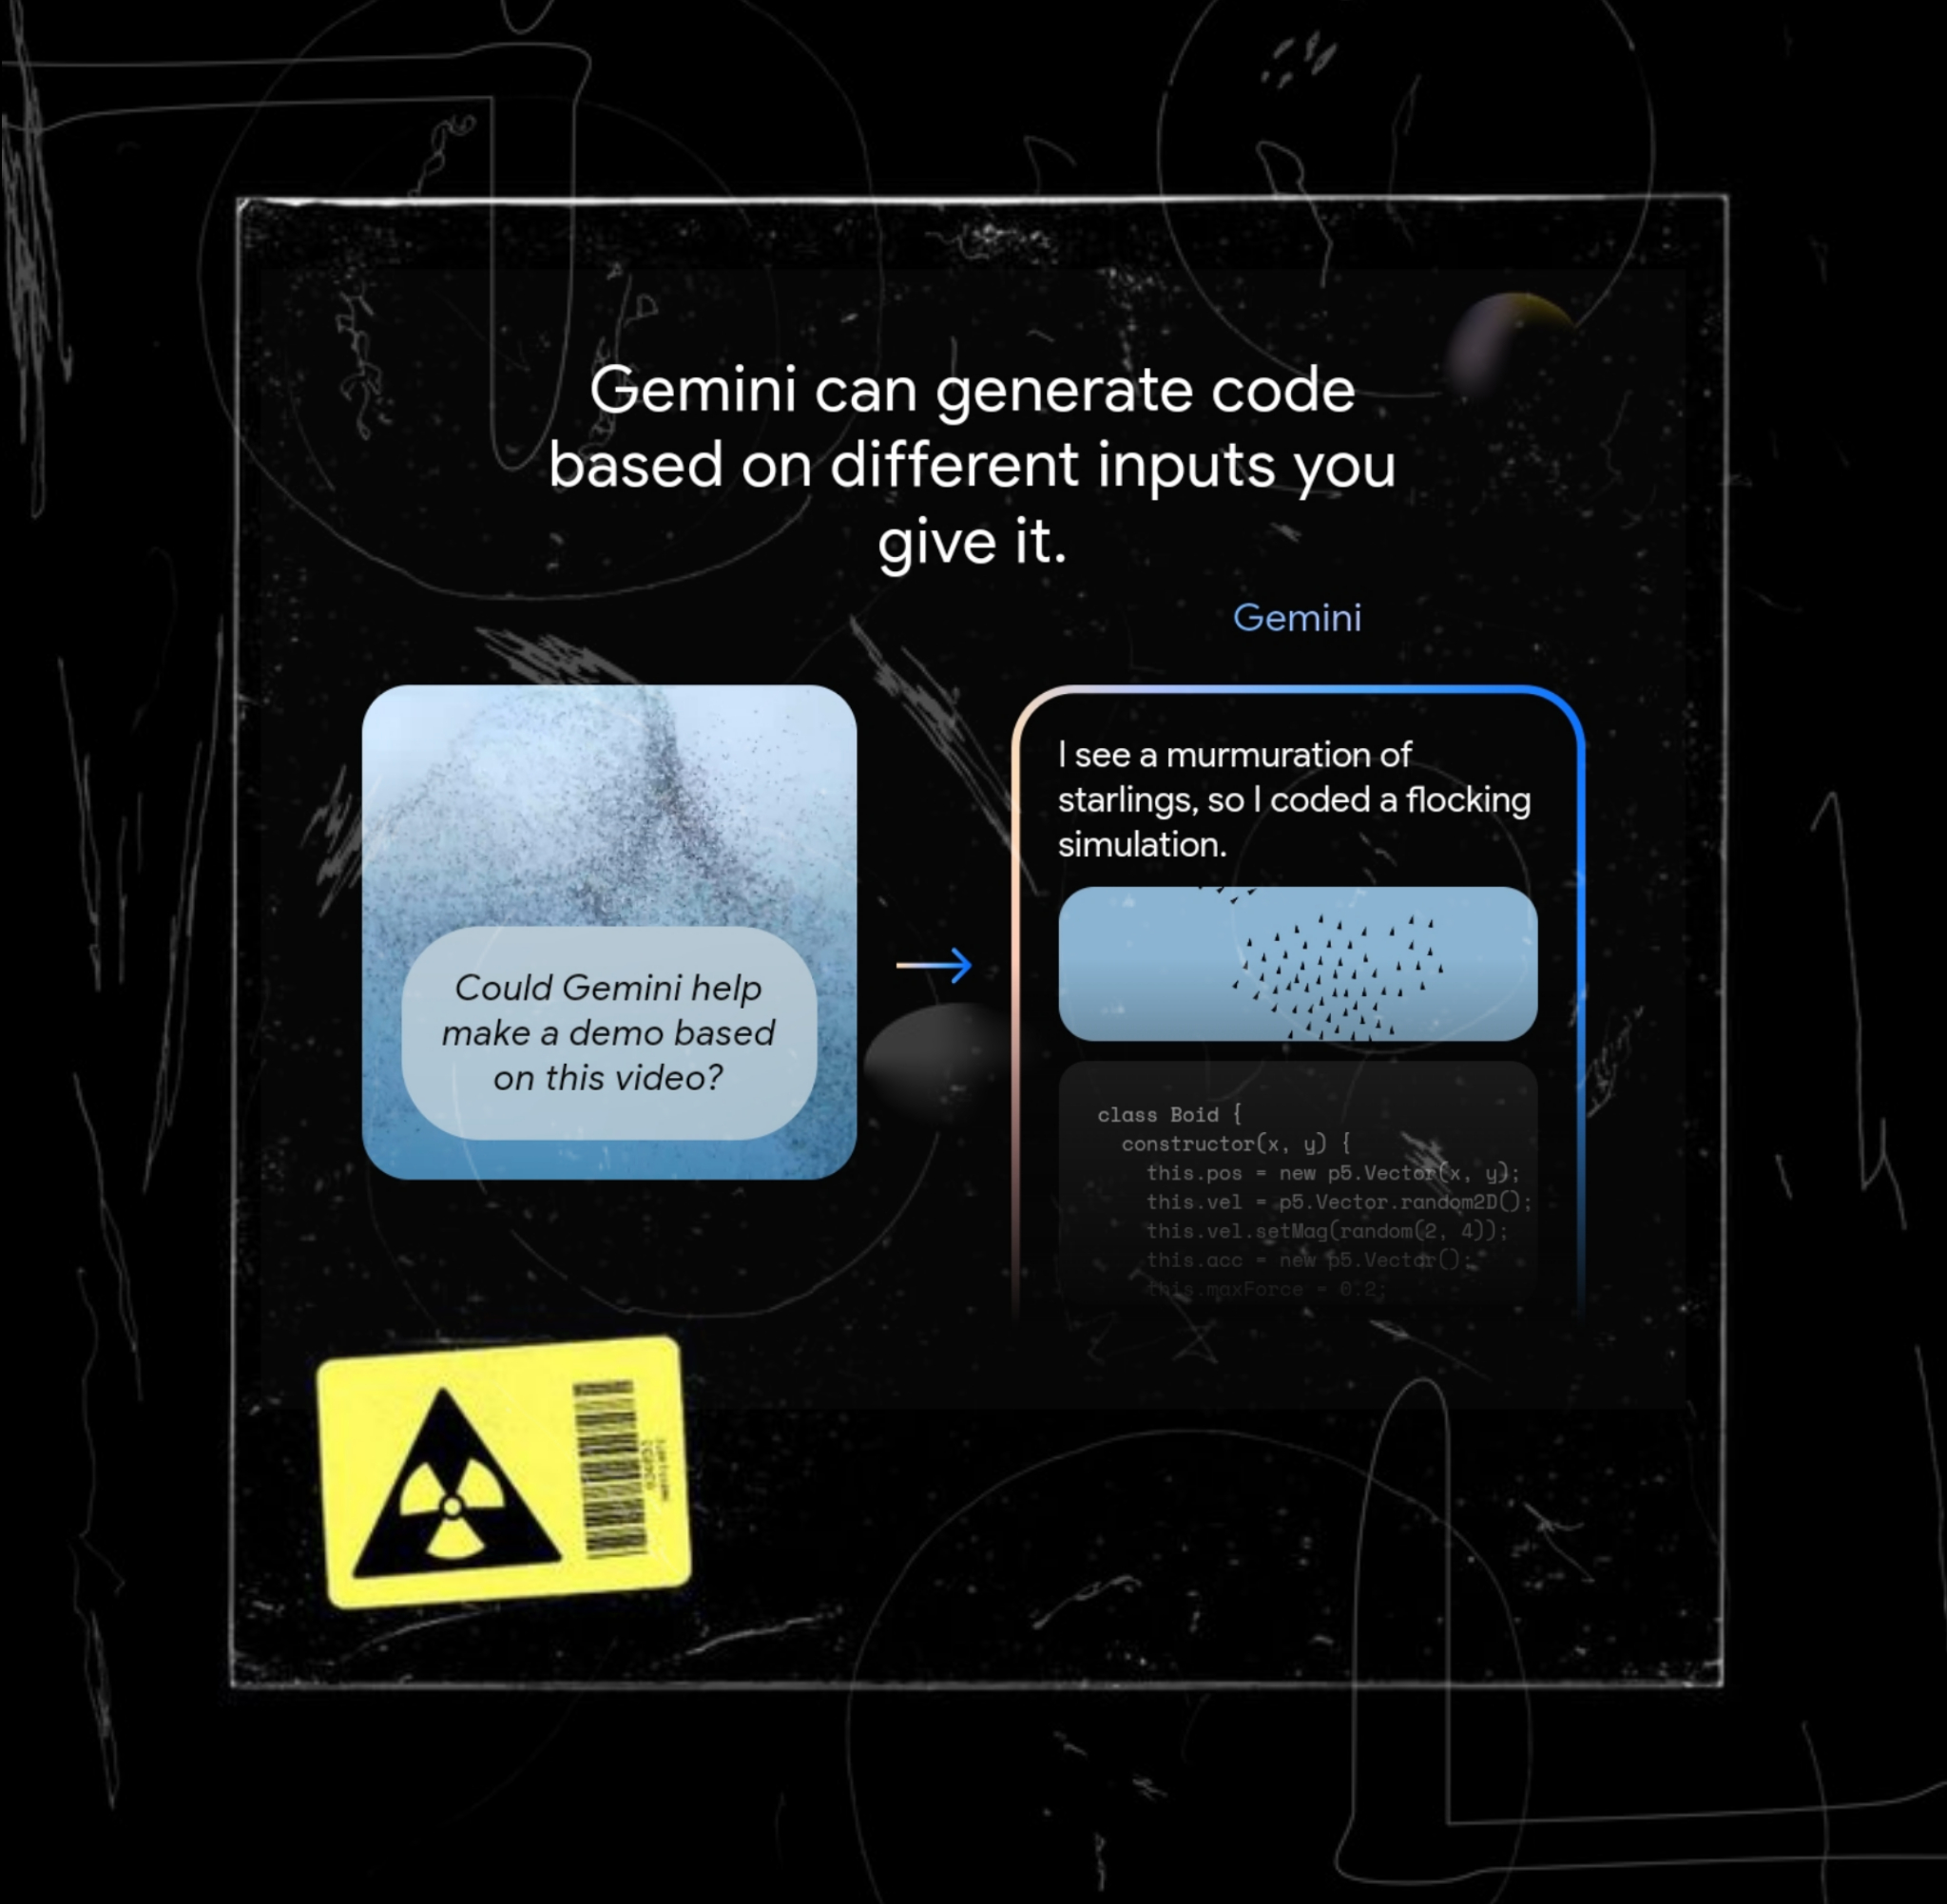 Gemini can generate code
based on different inputs you
give it.
Gemini
Could Gemini help
make a demo based
on this video?
I see a murmuration of
starlings, so I coded a flocking
simulation.
class Boid {
constructor(x, y) {
this.pos = new p5.Vector(x, y);
this.vel = p5.Vector.random2D();
this.vel.setMag(random(2, 4));
this.acc = new p5.Vector();
this.maxForce = 0.2;